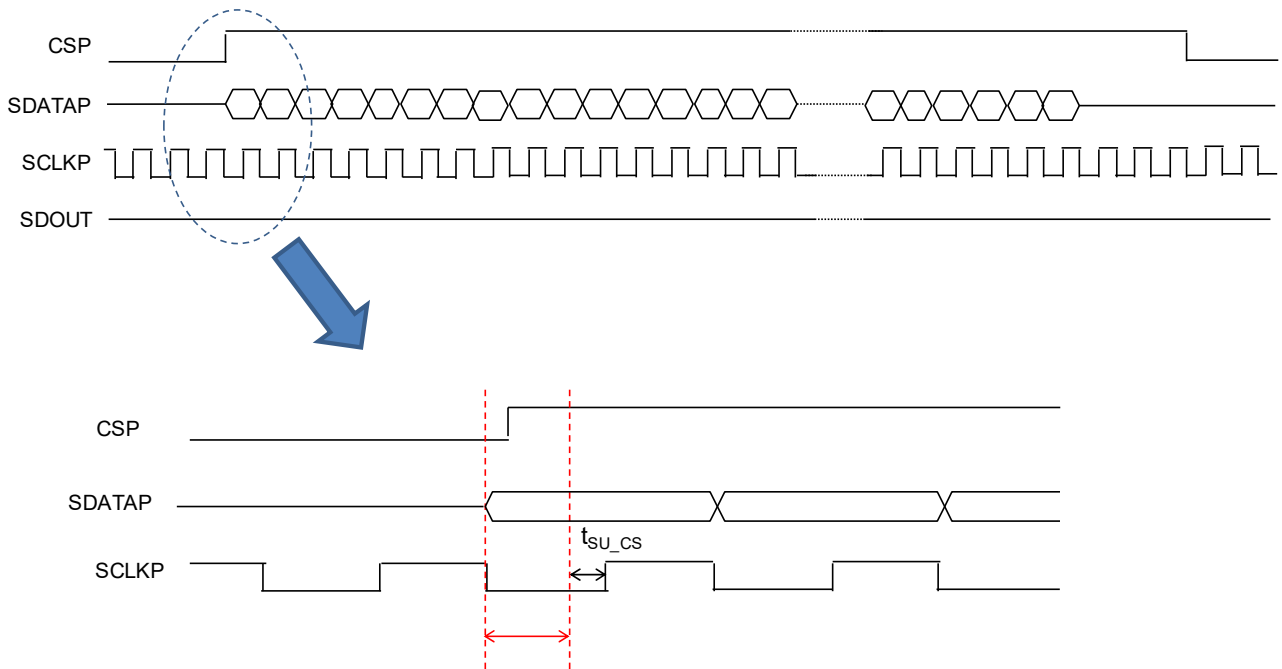 CSP
SDATAP
SCLKP
SDOUT
CSP
SDATAP
tSU_CS
SCLKP